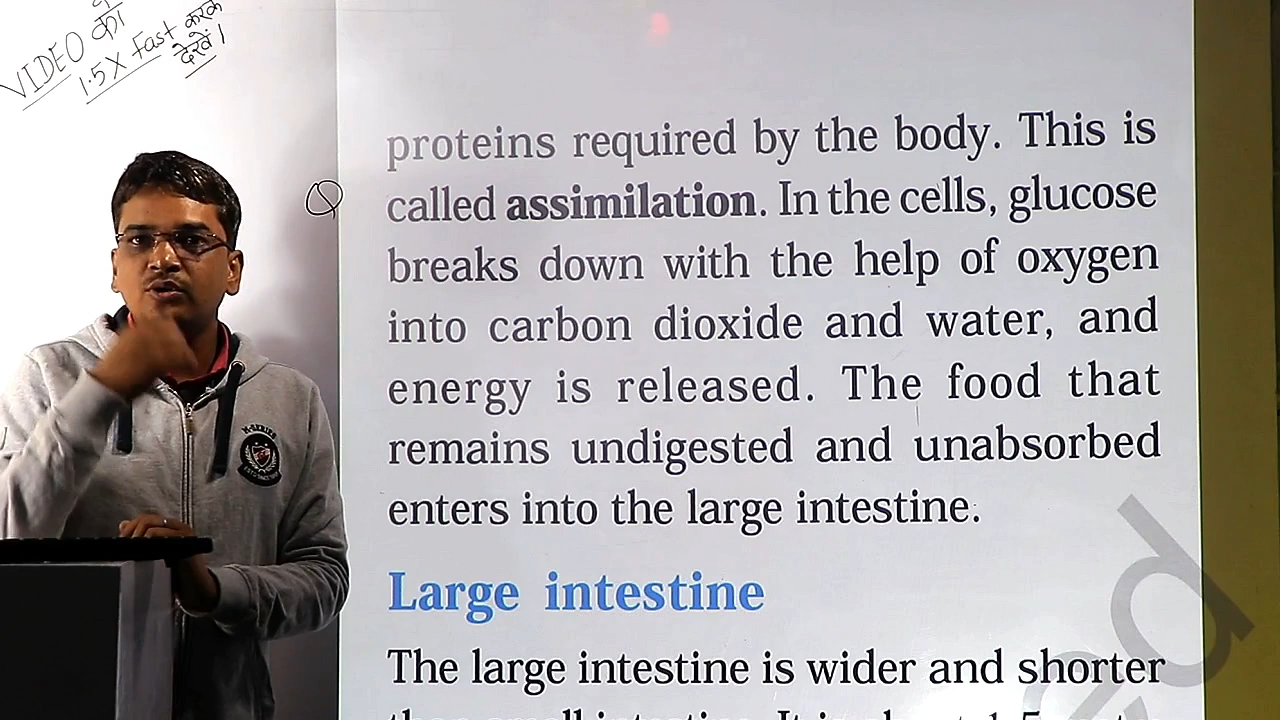 VIDEO को
1.5X Fast करके
देखें।
Q
proteins required by the body. This is
called assimilation. In the cells, glucose
breaks down with the help of oxygen
into carbon dioxide and water, and
energy is released. The food that
remains undigested and unabsorbed
enters into the large intestine.
Large intestine
The large intestine is wider and shorter